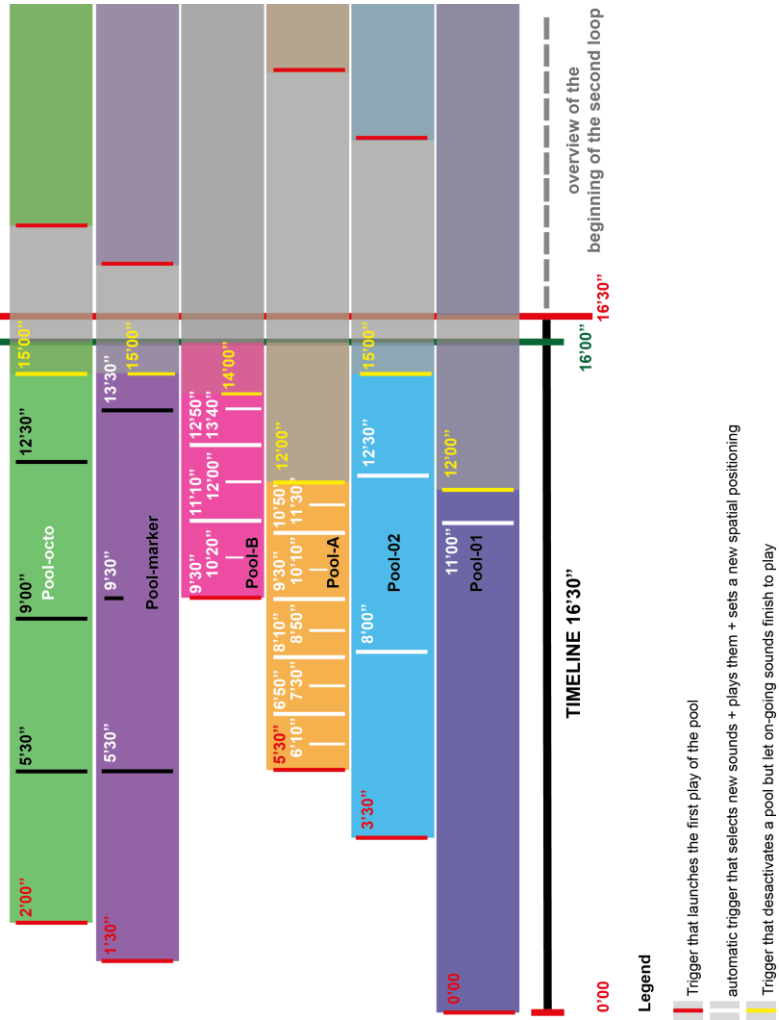 2'00”
5'30”
9'00”
12'30”
15'00”
Pool-octo
1'30”
5'30”
9'30”
13'30”
15'00”
Pool-marker
9'30”
10'20”
11'10”
12'00”
12'50”
13'40”
14'00”
Pool-B
5'30”
6'10”
6'50”
7'30”
8'10”
8'50”
9'30”
10'10”
10'50”
11'30”
12'00”
Pool-A
3'30”
8'00”
12'30”
15'00”
Pool-02
0'00”
11'00”
12'00”
Pool-01
TIMELINE 16'30”
overview of the
beginning of the second loop
0'00
16'00”
16'30”
Legend
Trigger that launches the first play of the pool
automatic trigger that selects new sounds + plays them + sets a new spatial positioning
Trigger that desactivates a pool but let on-going sounds finish to play